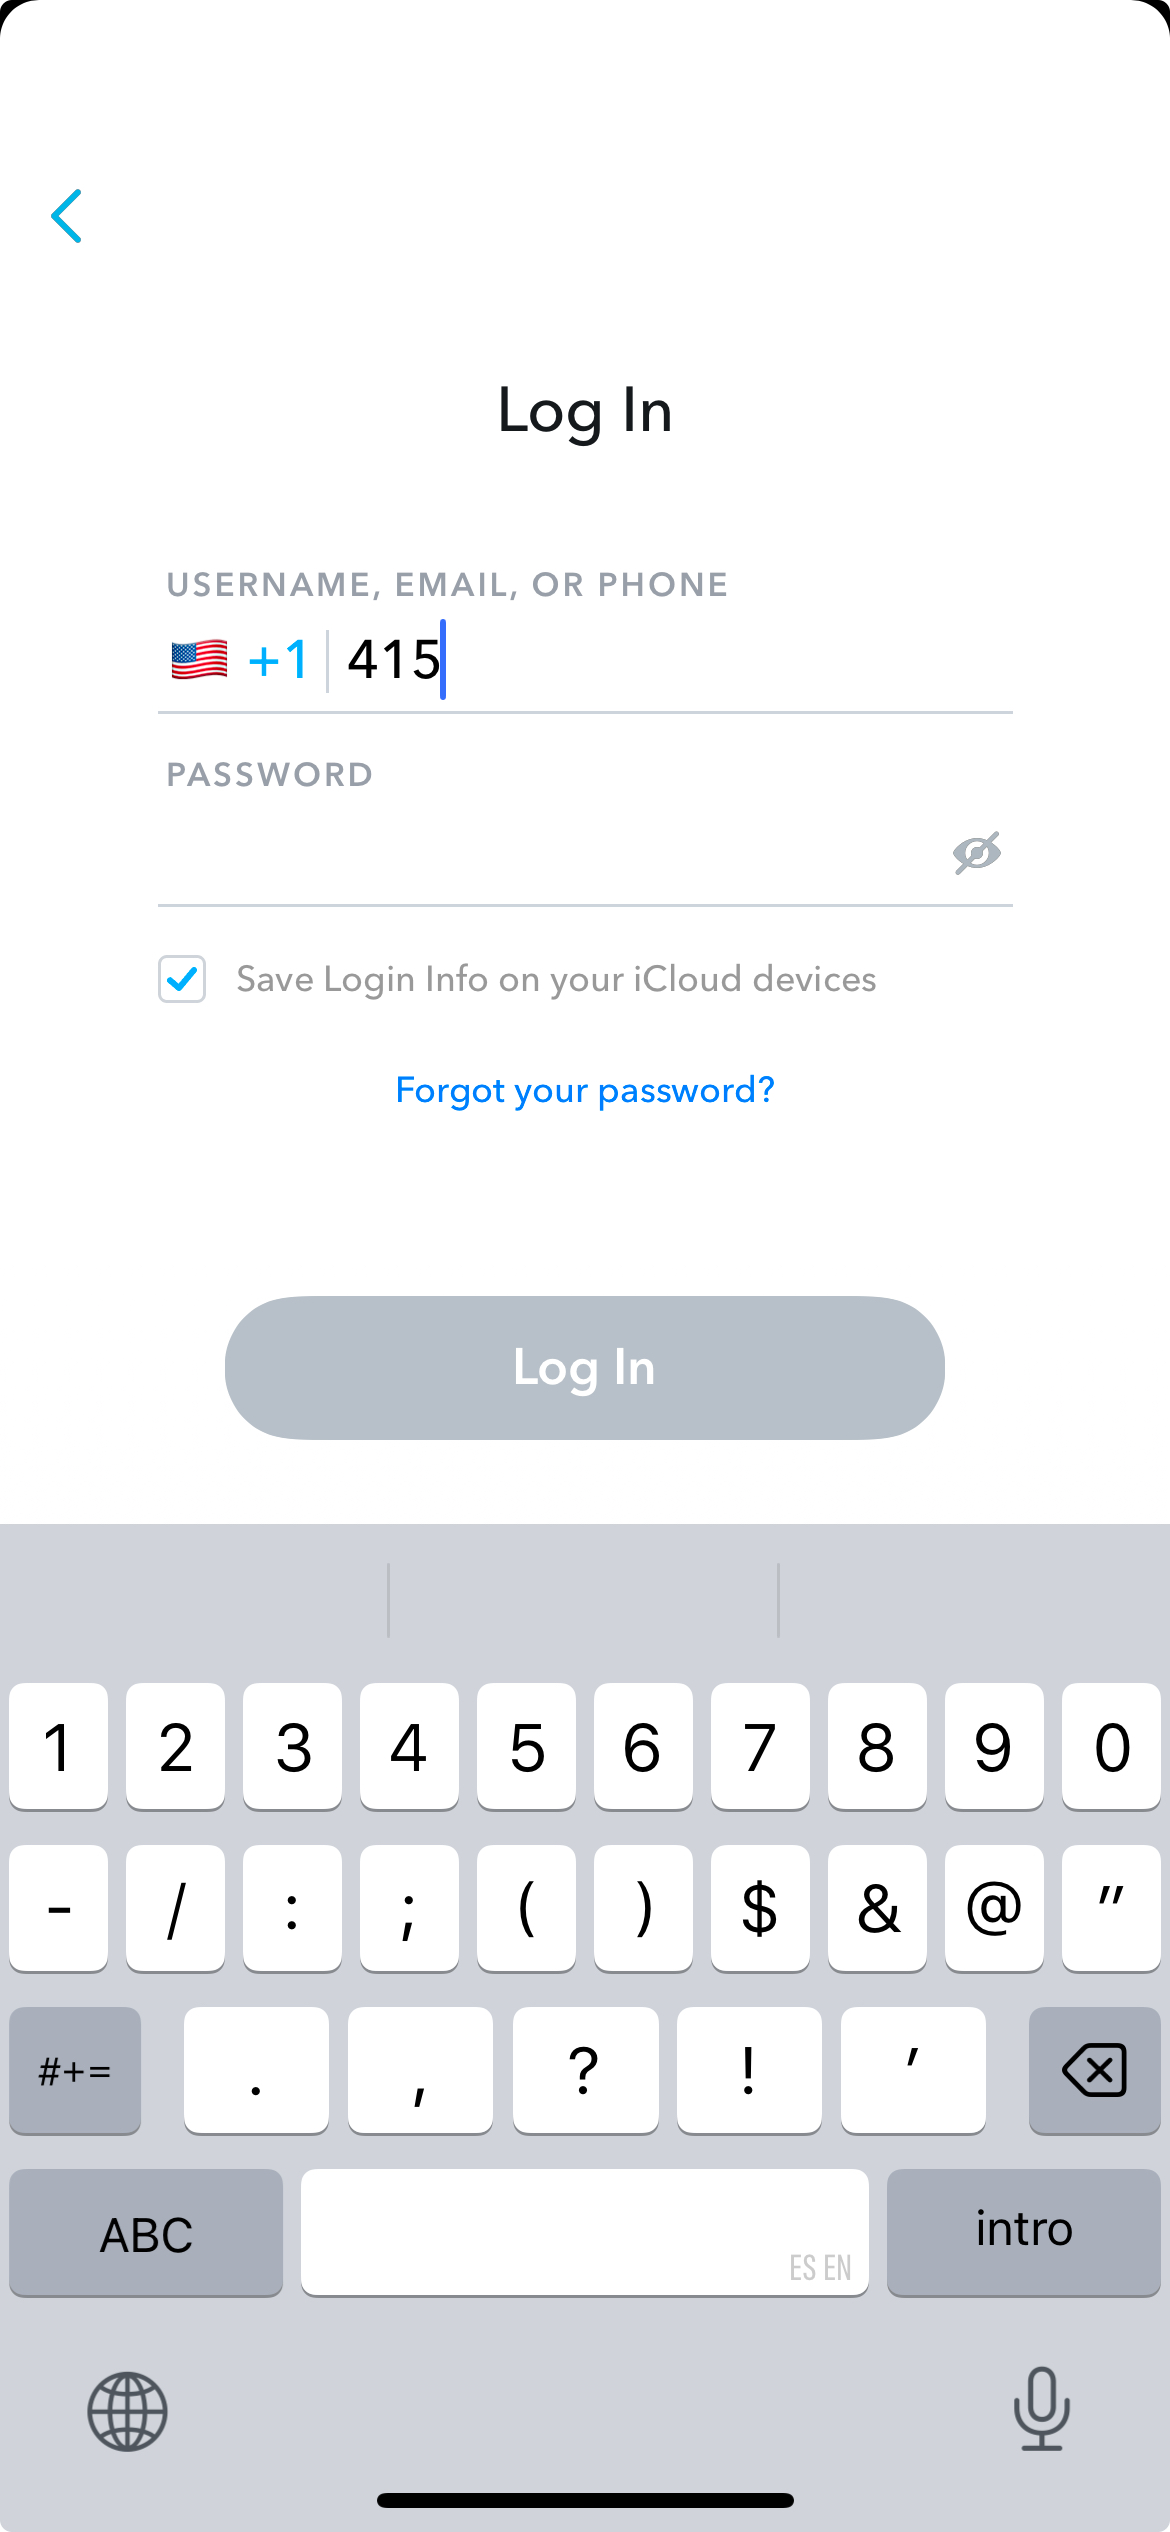 Log In
USERNAME, EMAIL, OR PHONE
🇺🇸 +1 415
PASSWORD
Save Login Info on your iCloud devices
Forgot your password?
Log In
1 2 3 4 5 6 7 8 9 0
- / : ; ( ) $ & @ "
#+= . , ? ! '
ABC ES EN intro